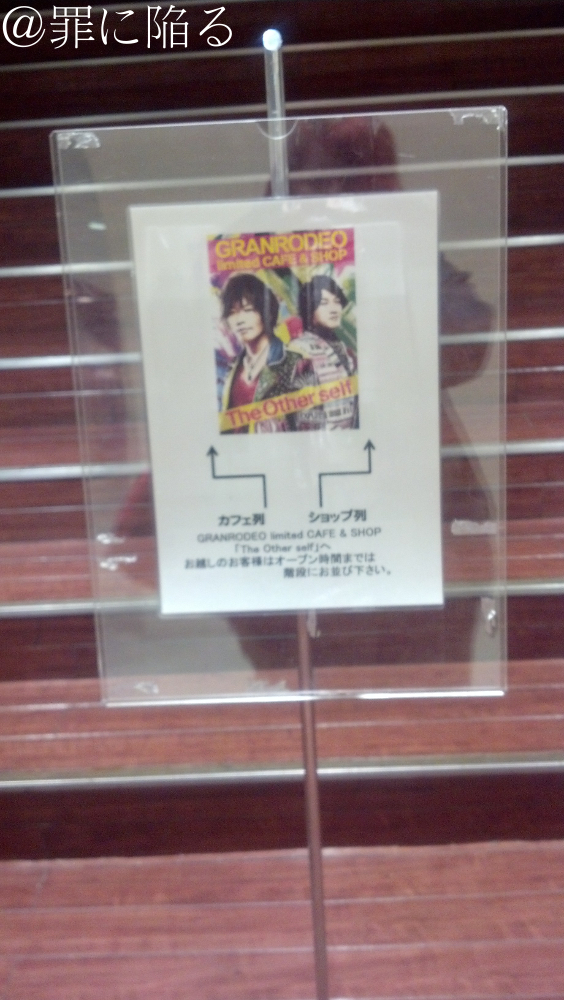 @罪に陥る
GRANRODEO
limited CAFE & SHOP
The Other self
カフェ列 ショップ列
GRANRODEO limited CAFE & SHOP
「The Other self」へ
お越しのお客様はオープン時間までは
階段にお並び下さい。